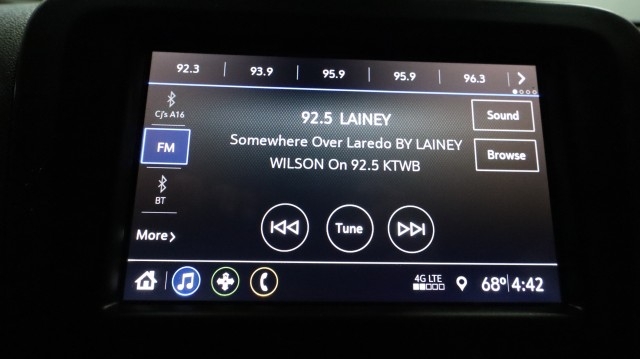 92.3 93.9 95.9 95.9 96.3
Cj's A16
92.5 LAINEY
Sound
FM
Somewhere Over Laredo BY LAINEY
WILSON On 92.5 KTWB
Browse
BT
More
Tune
4G LTE
68° 4:42